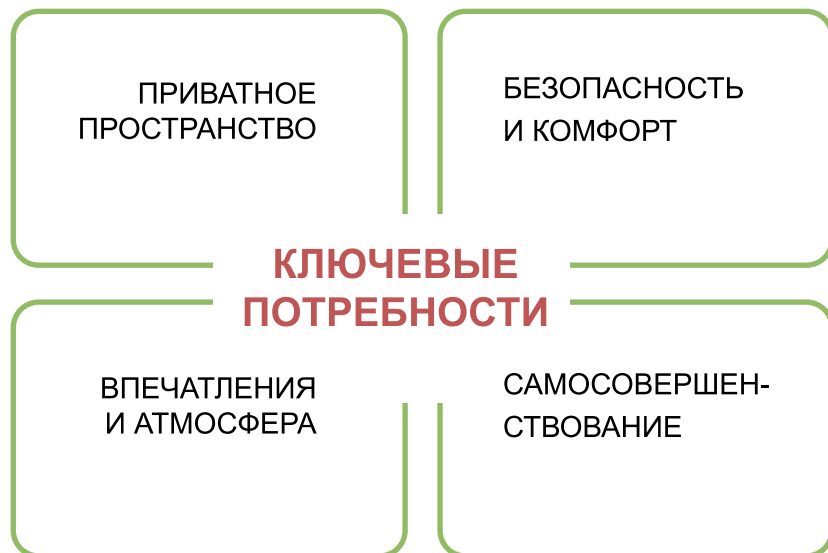 ПРИВАТНОЕ
ПРОСТРАНСТВО
БЕЗОПАСНОСТЬ
И КОМФОРТ
КЛЮЧЕВЫЕ
ПОТРЕБНОСТИ
ВПЕЧАТЛЕНИЯ
И АТМОСФЕРА
САМОСОВЕРШЕН-
СТВОВАНИЕ